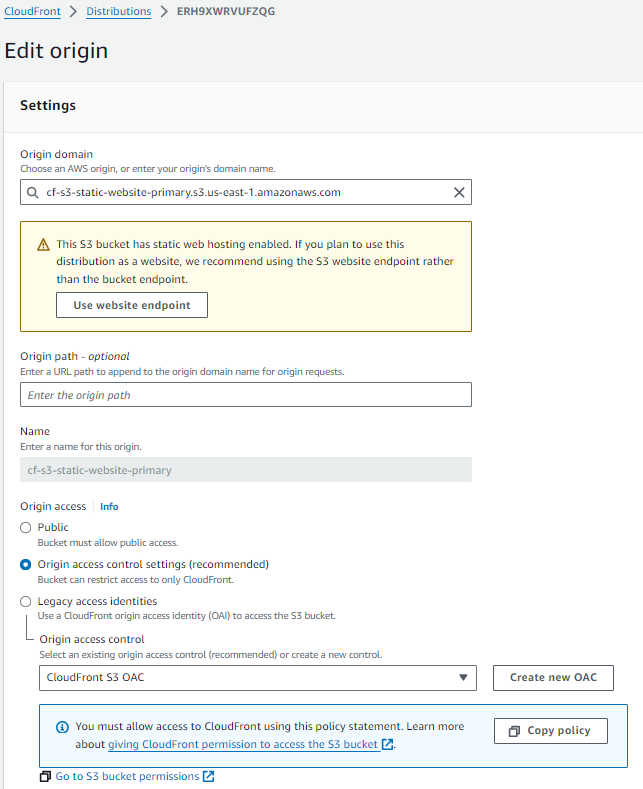 CloudFront > Distributions > ERH9XWRVUFZQG
Edit origin
Settings
Origin domain
Choose an AWS origin, or enter your origin's domain name.
cf-s3-static-website-primary.s3.us-east-1.amazonaws.com
This S3 bucket has static web hosting enabled. If you plan to use this
distribution as a website, we recommend using the S3 website endpoint rather
than the bucket endpoint.
Use website endpoint
Origin path - optional
Enter a URL path to append to the origin domain name for origin requests.
Enter the origin path
Name
Enter a name for this origin.
cf-s3-static-website-primary
Origin access | Info
Public
Bucket must allow public access.
Origin access control settings (recommended)
Bucket can restrict access to only CloudFront.
Legacy access identities
Use a CloudFront origin access identity (OAI) to access the S3 bucket.
Origin access control
Select an existing origin access control (recommended) or create a new control.
CloudFront S3 OAC
Create new OAC
You must allow access to CloudFront using this policy statement. Learn more
about giving CloudFront permission to access the S3 bucket.
Copy policy
Go to S3 bucket permissions